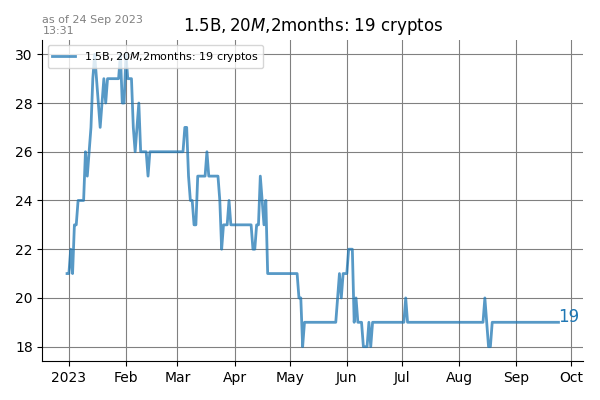 as of 24 Sep 2023
13:31
1.5B, 20M,2months: 19 cryptos
1.5B, 20M,2months: 19 cryptos
30
28
26
24
22
20
18
19
2023 Feb Mar Apr May Jun Jul Aug Sep Oct